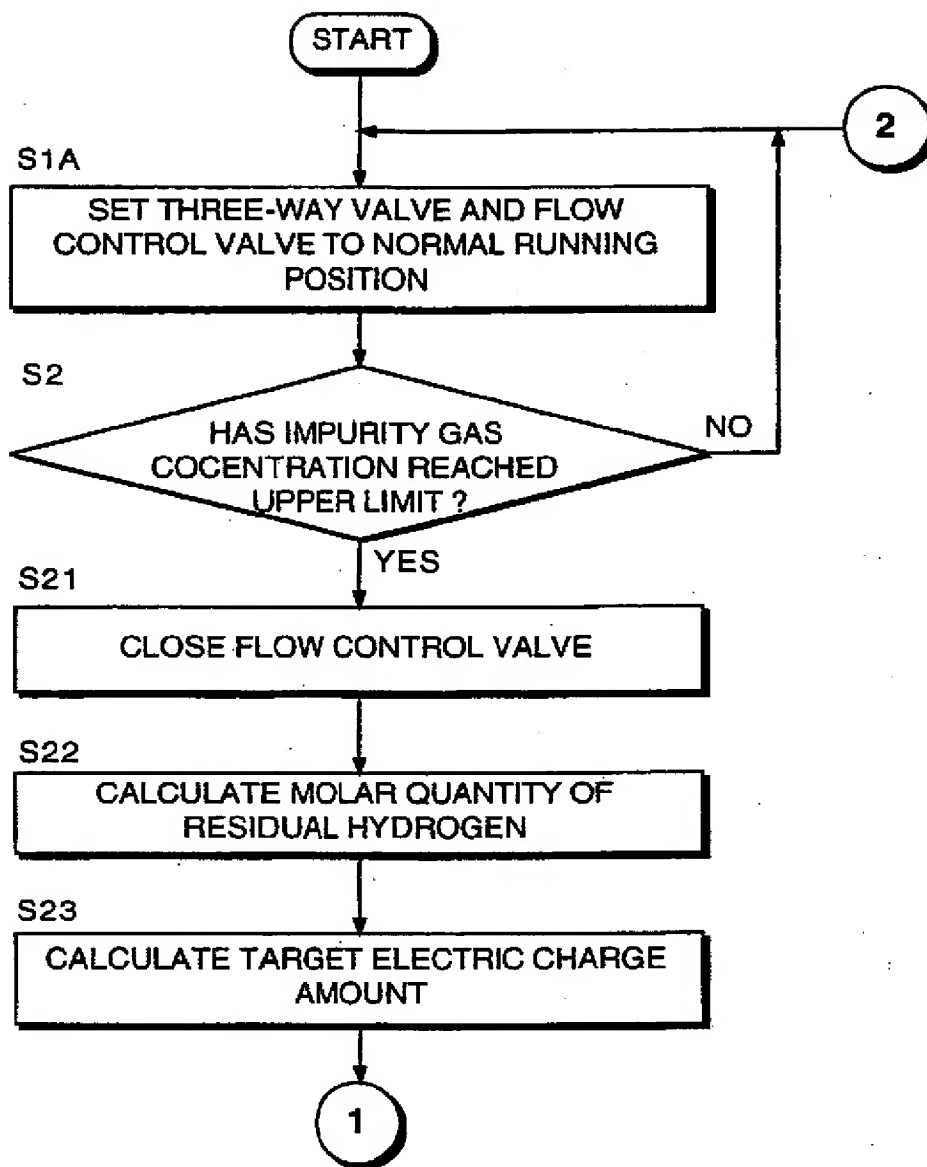 START
2
S1A
SET THREE-WAY VALVE AND FLOW
CONTROL VALVE TO NORMAL RUNNING
POSITION
S2
HAS IMPURITY GAS
COCENTRATION REACHED
UPPER LIMIT ?
NO
YES
S21
CLOSE FLOW CONTROL VALVE
S22
CALCULATE MOLAR QUANTITY OF
RESIDUAL HYDROGEN
S23
CALCULATE TARGET ELECTRIC CHARGE
AMOUNT
1